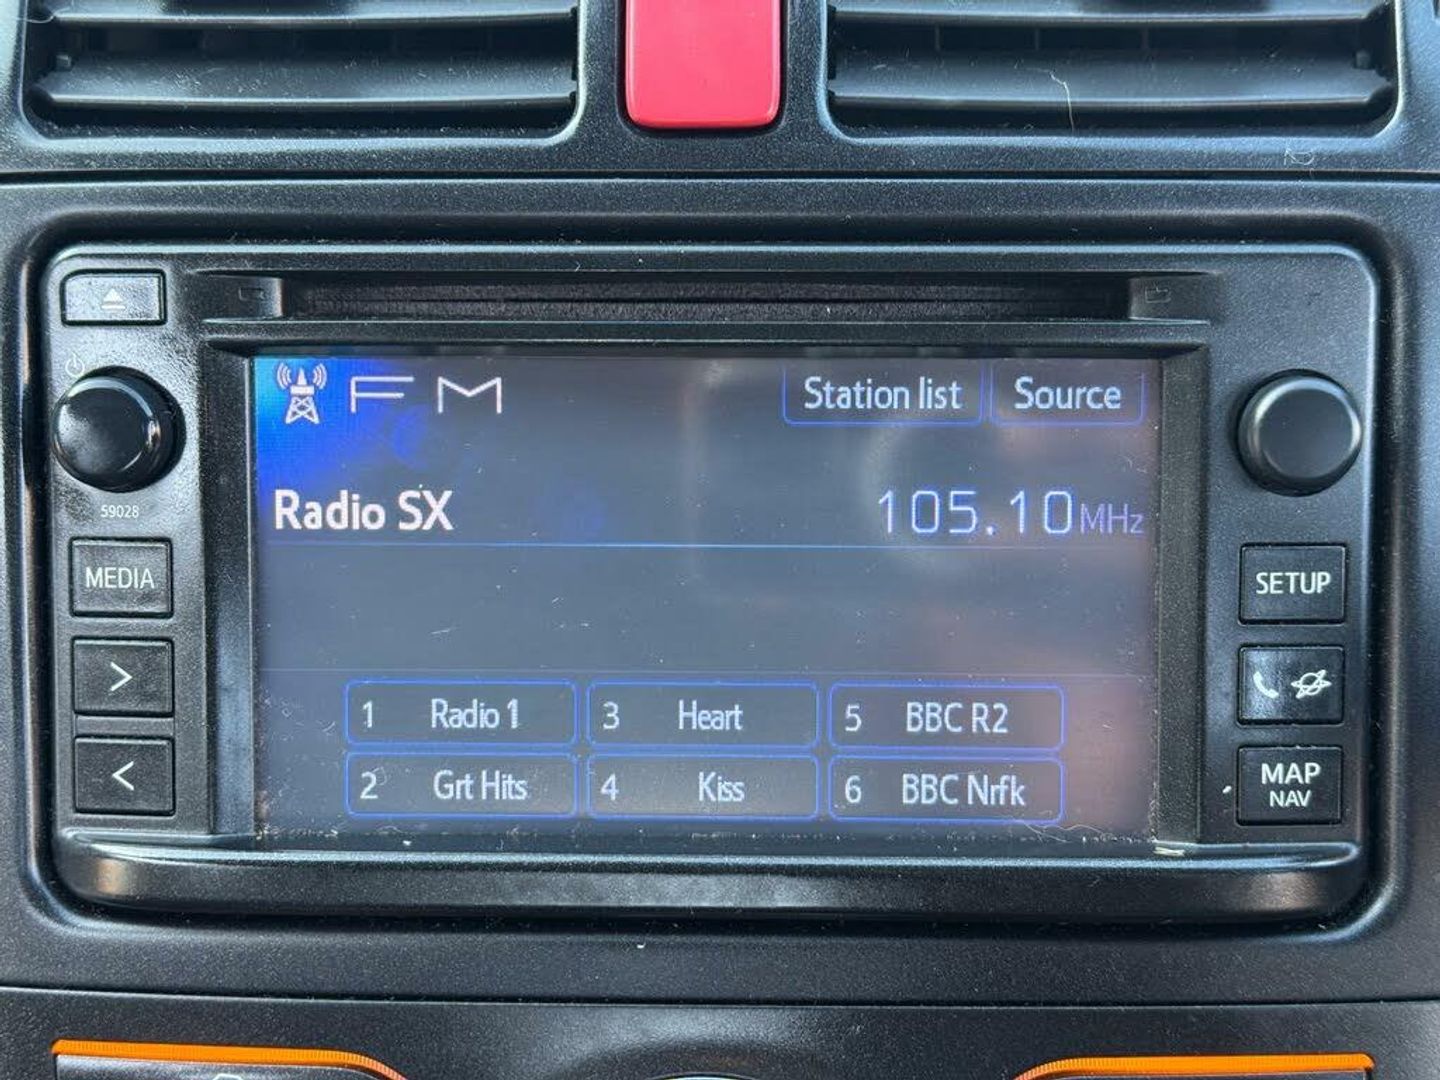 FM
Station list
Source
Radio SX
105.10MHz
59028
MEDIA
>
<
SETUP
MAP
NAV
1 Radio 1
3 Heart
5 BBC R2
2 Grt Hits
4 Kiss
6 BBC Nrfk